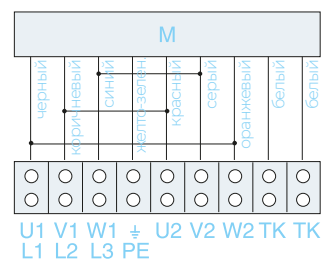 M
черный
коричневый
синий
желто-зелен.
красный
серый
оранжевый
белый
белый
U1 V1 W1 ⏚ U2 V2 W2 TK TK
L1 L2 L3 PE